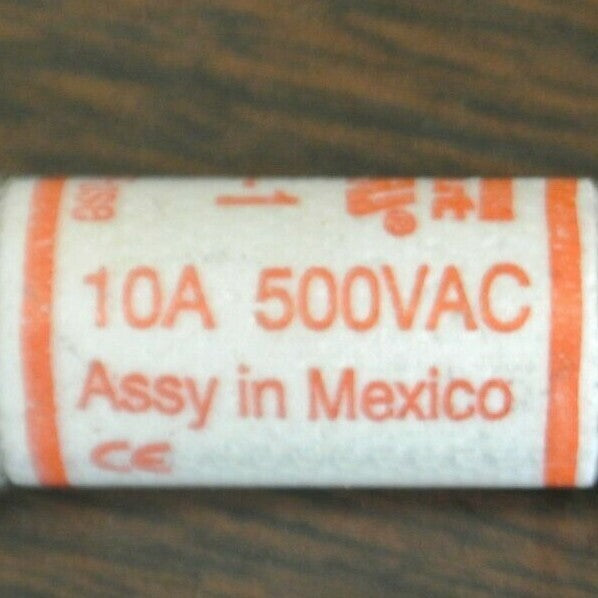 10A 500VAC
Assy in Mexico
CE